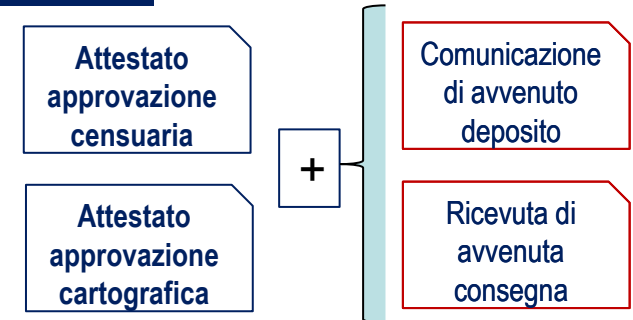 Attestato
approvazione
censuaria
Attestato
approvazione
cartografica
+
Comunicazione
di avvenuto
deposito
Ricevuta di
avvenuta
consegna